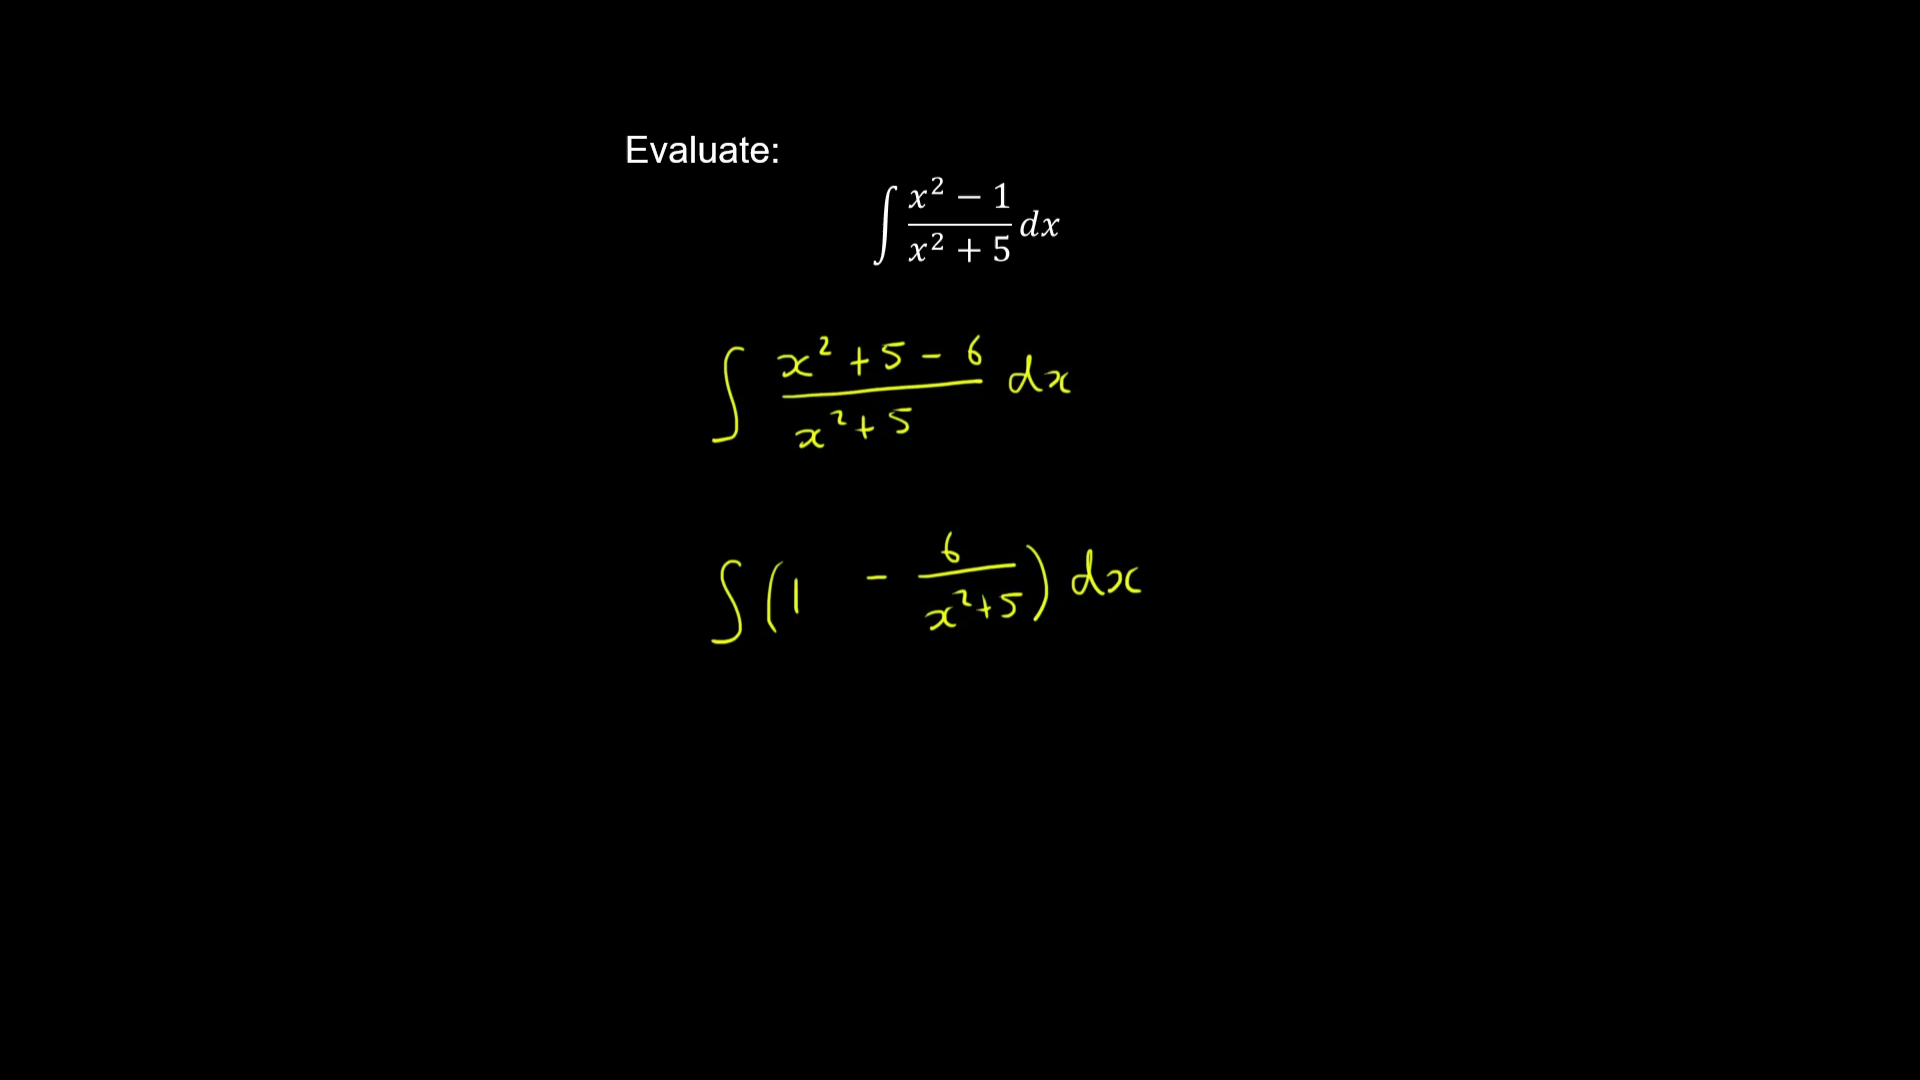 Evaluate:
∫ (x² − 1)/(x² + 5) dx
∫ (x² + 5 − 6)/(x² + 5) dx
∫ (1 − 6/(x² + 5)) dx